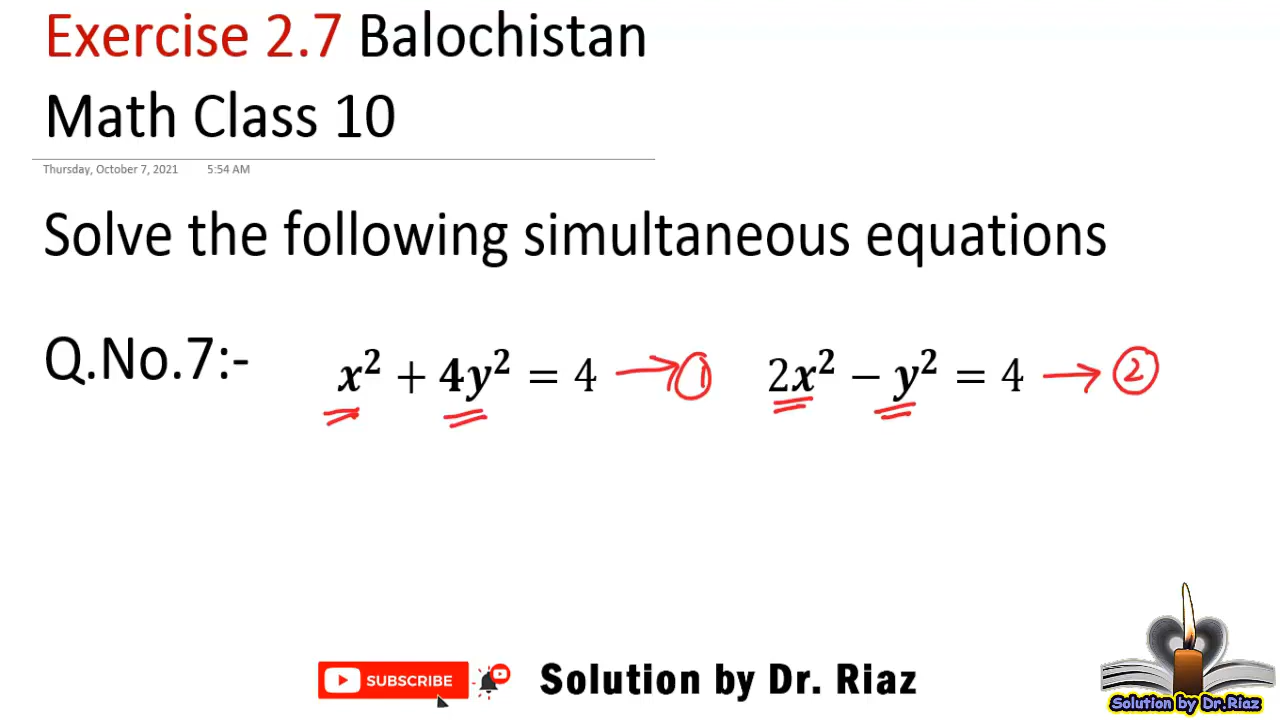 Exercise 2.7 Balochistan
Math Class 10
Thursday, October 7, 2021 5:54 AM
Solve the following simultaneous equations
Q.No.7:- x² + 4y² = 4 → ① 2x² − y² = 4 → ②
SUBSCRIBE Solution by Dr. Riaz
Solution by Dr.Riaz